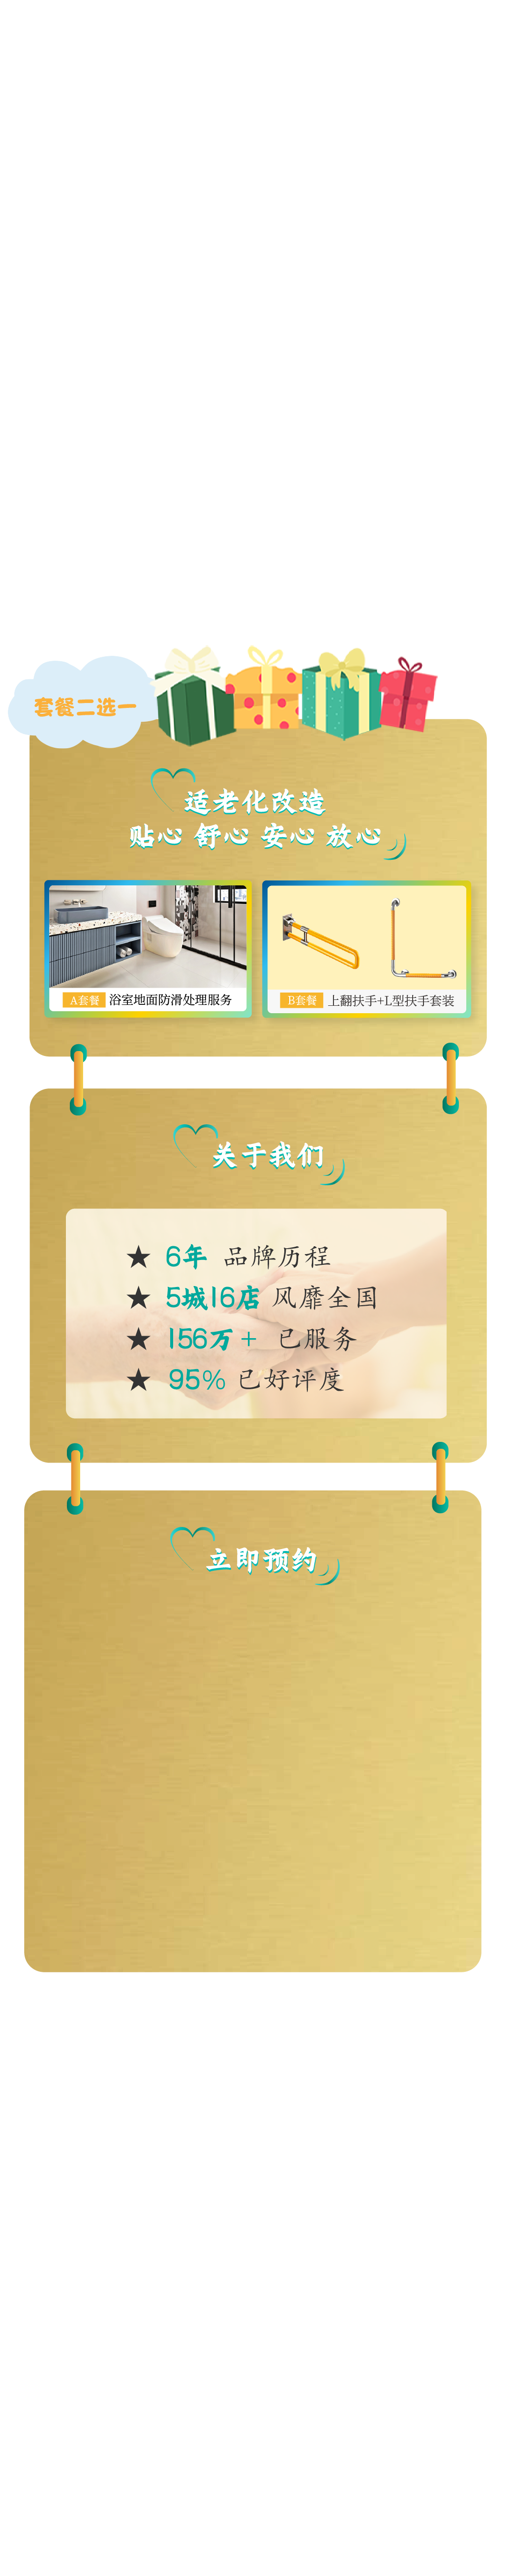 套餐二选一
适老化改造
贴心 舒心 安心 放心
A套餐 浴室地面防滑处理服务
B套餐 上翻扶手+L型扶手套装
关于我们
★ 6年 品牌历程
★ 5城16店 风靡全国
★ 156万+ 已服务
★ 95% 已好评度
立即预约